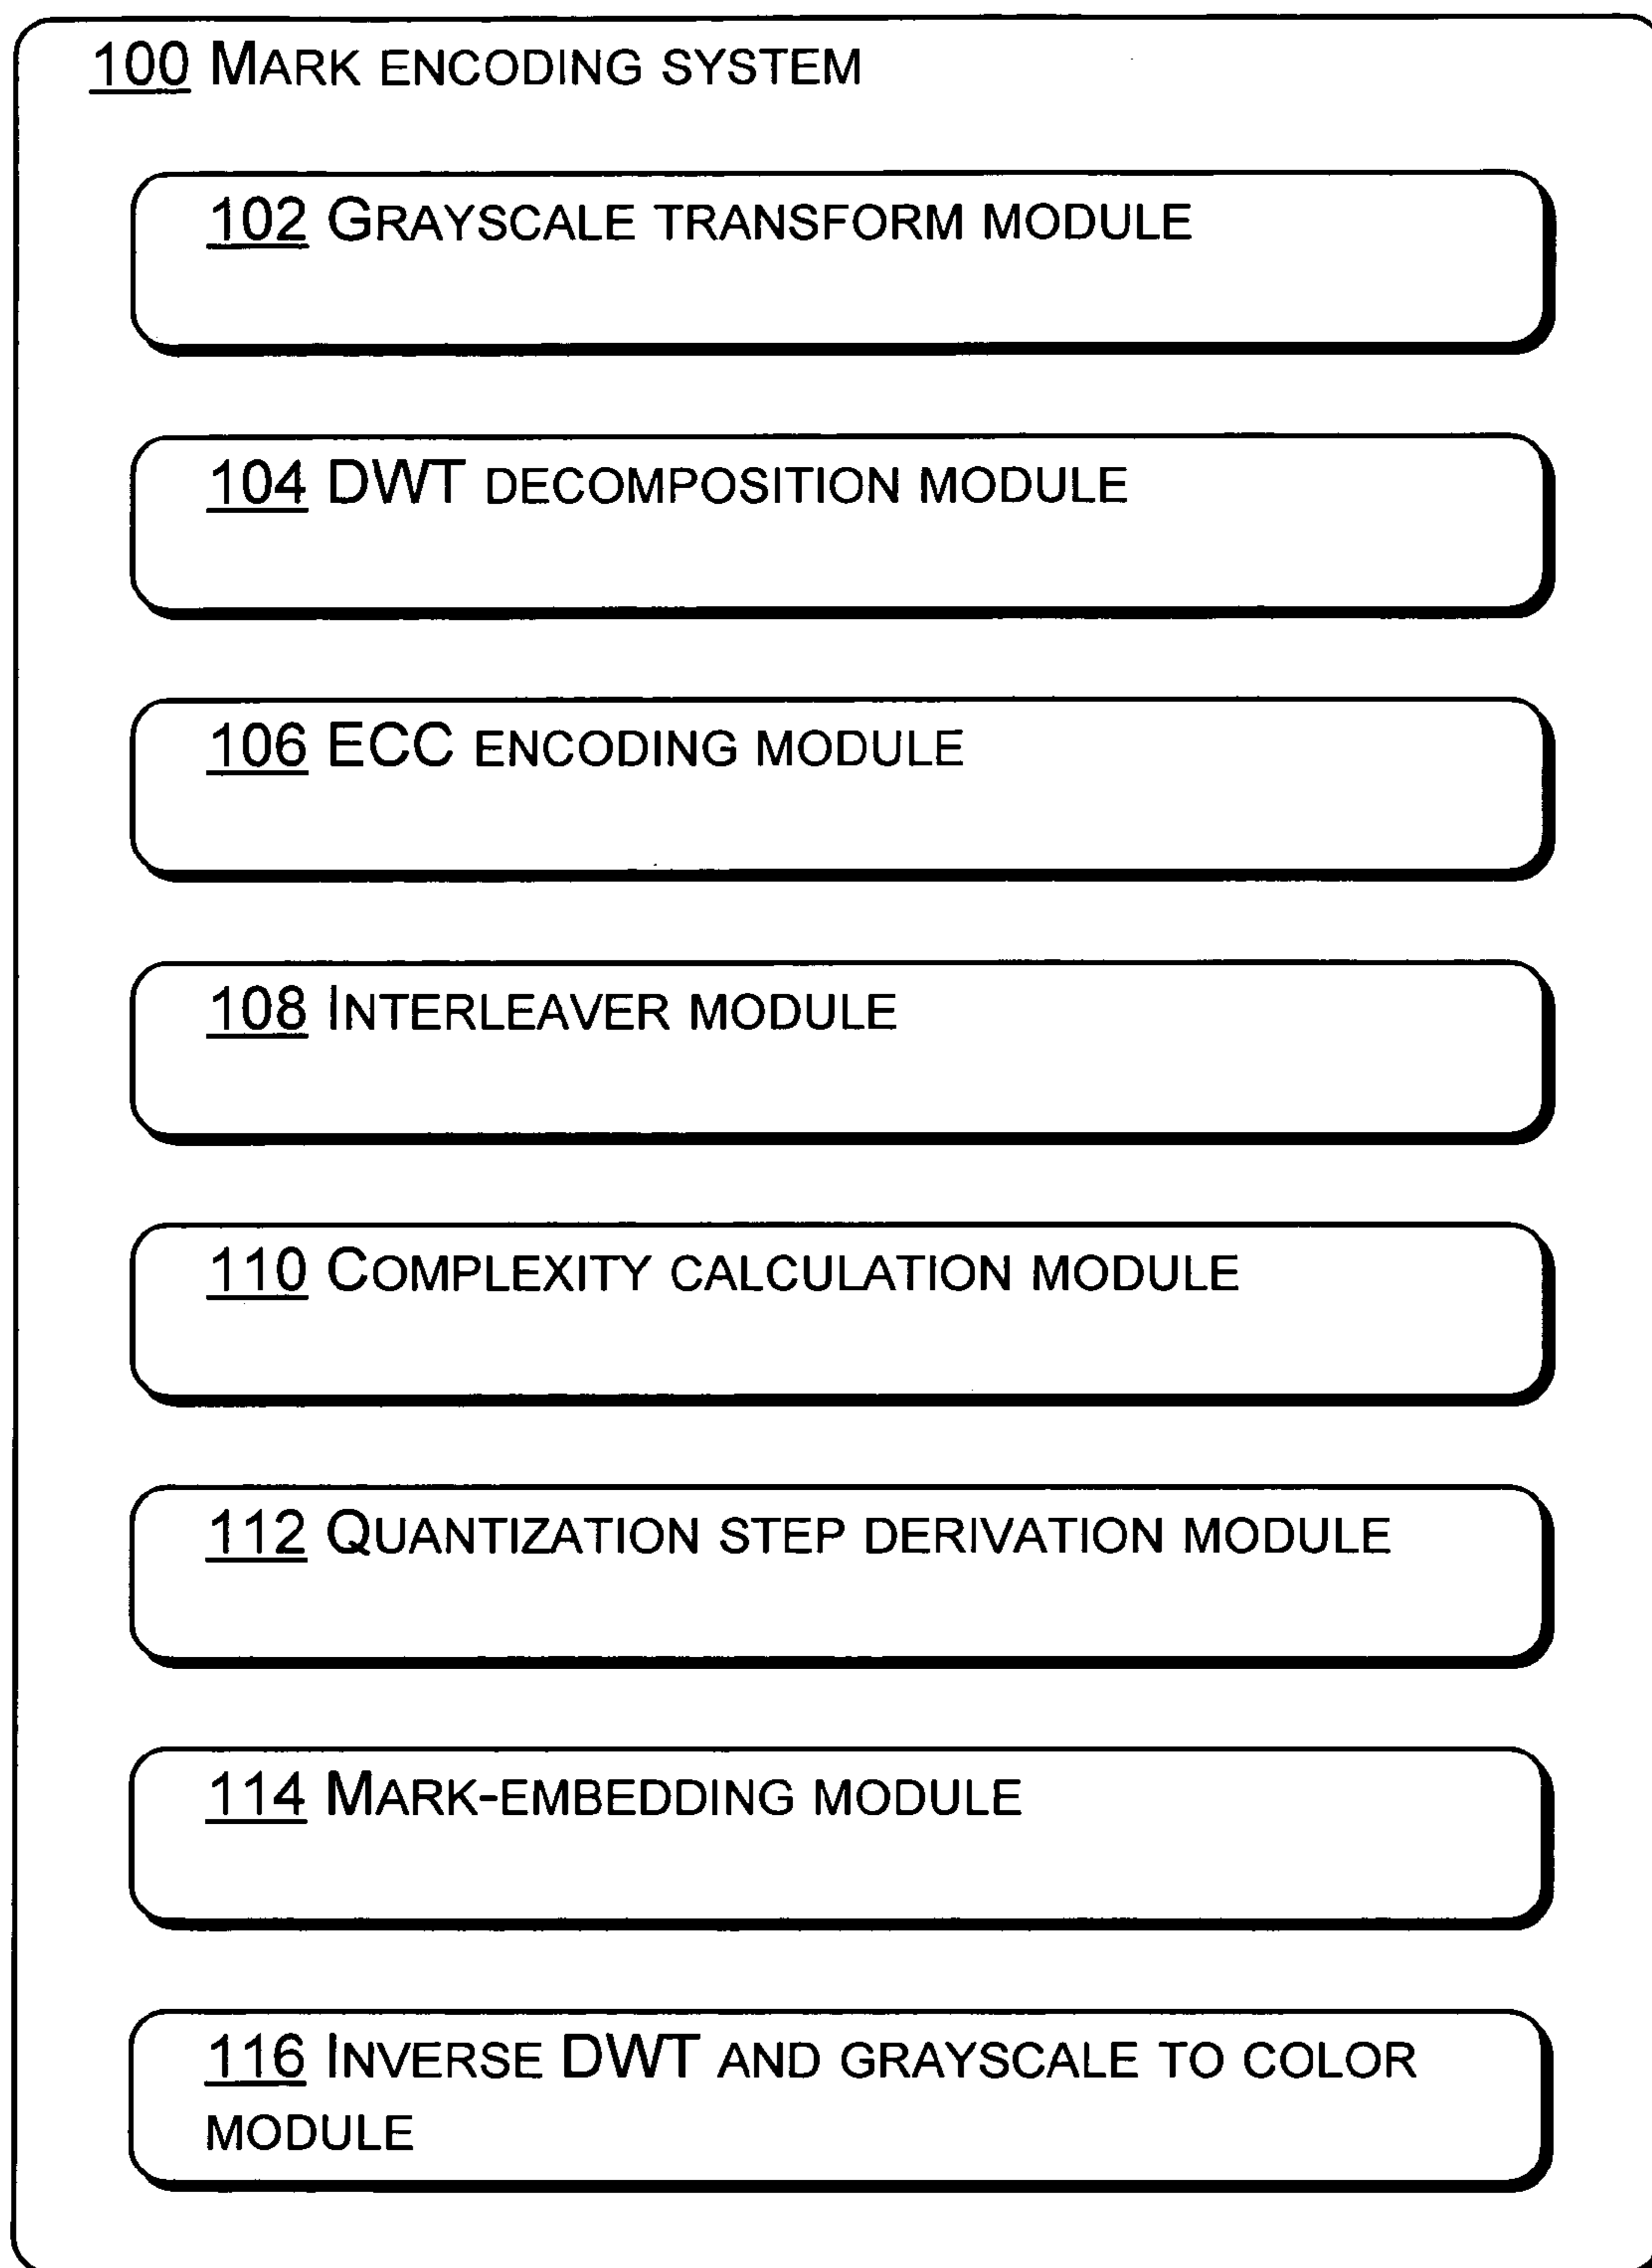 100 MARK ENCODING SYSTEM
102 GRAYSCALE TRANSFORM MODULE
104 DWT DECOMPOSITION MODULE
106 ECC ENCODING MODULE
108 INTERLEAVER MODULE
110 COMPLEXITY CALCULATION MODULE
112 QUANTIZATION STEP DERIVATION MODULE
114 MARK-EMBEDDING MODULE
116 INVERSE DWT AND GRAYSCALE TO COLOR
MODULE